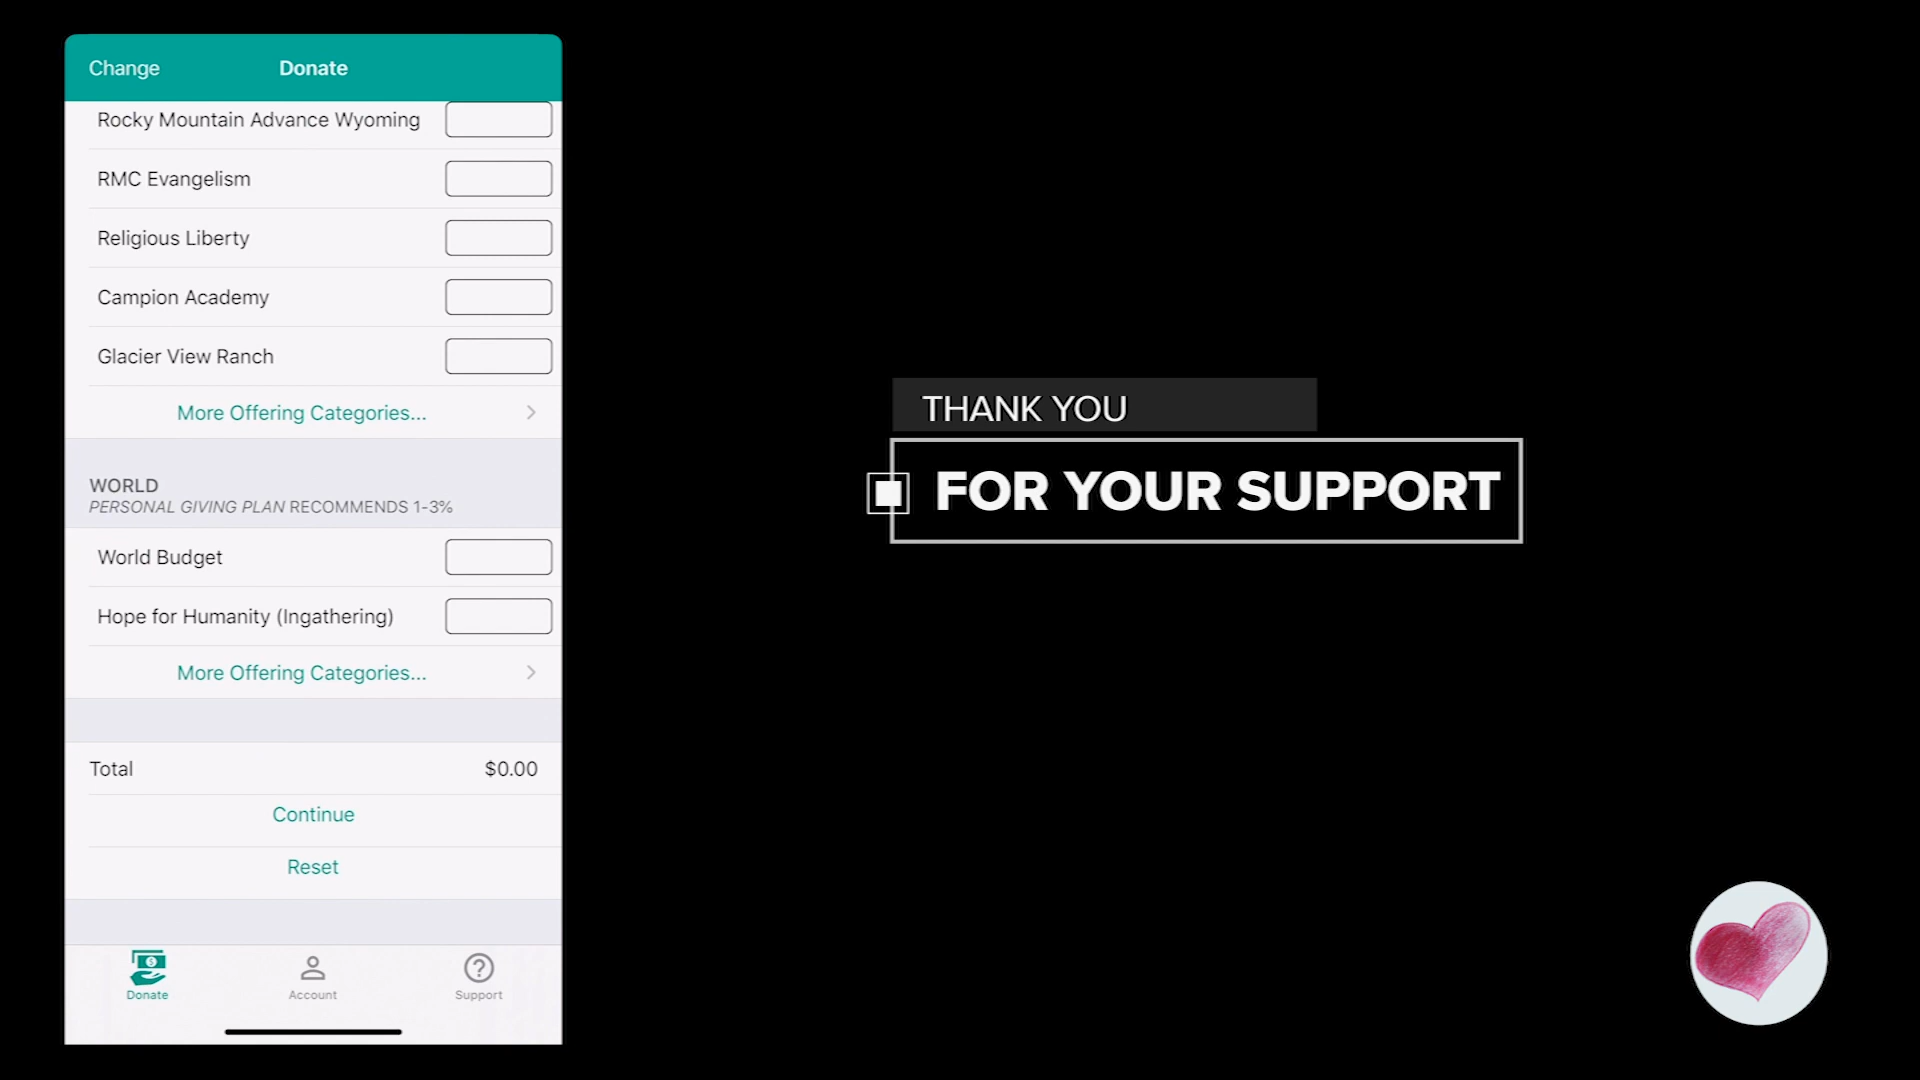 Change
Donate
Rocky Mountain Advance Wyoming
RMC Evangelism
Religious Liberty
Campion Academy
Glacier View Ranch
More Offering Categories...
WORLD
PERSONAL GIVING PLAN RECOMMENDS 1-3%
World Budget
Hope for Humanity (Ingathering)
More Offering Categories...
Total $0.00
Continue
Reset
Donate
Account
Support
THANK YOU
FOR YOUR SUPPORT